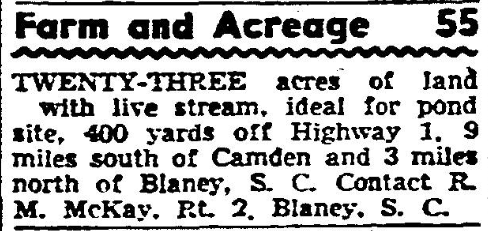 Farm and Acreage 55
TWENTY-THREE acres of land
with live stream, ideal for pond
site, 400 yards off Highway 1, 9
miles south of Camden and 3 miles
north of Blaney, S. C. Contact R.
M. McKay, Rt. 2, Blaney, S. C.